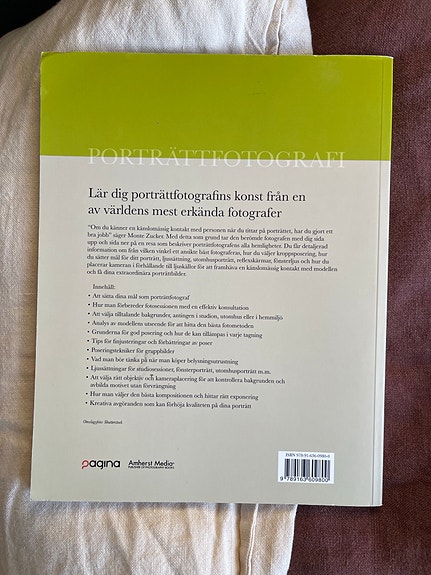 PORTRÄTTFOTOGRAFI
Lär dig porträttfotografins konst från en
av världens mest erkända fotografer
"Om du känner en känslomässig kontakt med personen när du tittar på porträttet, har du gjort ett
bra jobb" säger Monte Zucker. Med detta som grund tar den berömde fotografen med dig sida
upp och sida ner på en resa som beskriver porträttfotografins alla hemligheter. Du får detaljerad
information om från vilken vinkel ett ansikte bäst fotograferas, hur du väljer kroppsposering, hur
du sätter mål för ditt porträtt, ljussättning, utomhusporträtt, reflexskärmar, fönsterljus och hur du
placerar kameran i förhållande till ljuskällor för att framhäva en känslomässig kontakt med modellen
och få dina extraordinära porträttbilder.
Innehåll:
• Att sätta dina mål som porträttfotograf
• Hur man förbereder fotosessionen med en effektiv konsultation
• Att välja tilltalande bakgrunder, antingen i studion, utomhus eller i hemmiljö
• Analys av modellens utseende för att hitta den bästa fotometoden
• Grunderna för god posering och hur de kan tillämpas i varje tagning
• Tips för finjusteringar och förbättringar av poser
• Poseringstekniker för gruppbilder
• Vad man bör tänka på när man köper belysningsutrustning
• Ljussättningar för studiosessioner, fönsterporträtt, utomhusporträtt m.m.
• Att välja rätt objektiv och kameraplacering för att kontrollera bakgrunden och
avbilda motivet utan förvrängning
• Hur man väljer den bästa kompositionen och hittar rätt exponering
• Kreativa avgöranden som kan förhöja kvaliteten på dina porträtt
Omslagsfoto: Shutterstock
pagina
Amherst Media®
PUBLISHER OF PHOTOGRAPHY BOOKS
ISBN 978-91-636-0980-0
9 789163 609800